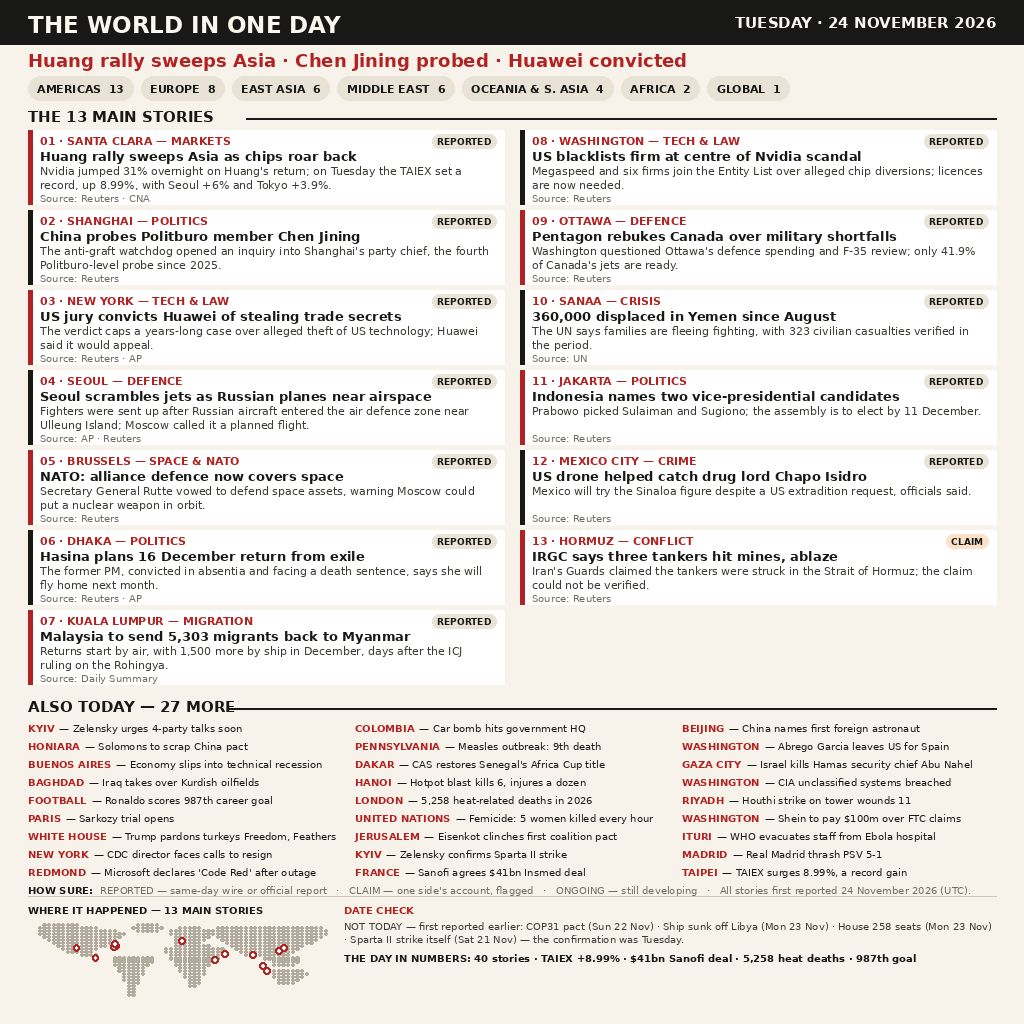 THE WORLD IN ONE DAY
TUESDAY · 24 NOVEMBER 2026
Huang rally sweeps Asia · Chen Jining probed · Huawei convicted
AMERICAS 13
EUROPE 8
EAST ASIA 6
MIDDLE EAST 6
OCEANIA & S. ASIA 4
AFRICA 2
GLOBAL 1
THE 13 MAIN STORIES
01 · SANTA CLARA — MARKETS
REPORTED
Huang rally sweeps Asia as chips roar back
Nvidia jumped 31% overnight on Huang's return; on Tuesday the TAIEX set a
record, up 8.99%, with Seoul +6% and Tokyo +3.9%.
Source: Reuters · CNA
02 · SHANGHAI — POLITICS
REPORTED
China probes Politburo member Chen Jining
The anti-graft watchdog opened an inquiry into Shanghai's party chief, the fourth
Politburo-level probe since 2025.
Source: Reuters
03 · NEW YORK — TECH & LAW
REPORTED
US jury convicts Huawei of stealing trade secrets
The verdict caps a years-long case over alleged theft of US technology; Huawei
said it would appeal.
Source: Reuters · AP
04 · SEOUL — DEFENCE
REPORTED
Seoul scrambles jets as Russian planes near airspace
Fighters were sent up after Russian aircraft entered the air defence zone near
Ulleung Island; Moscow called it a planned flight.
Source: AP · Reuters
05 · BRUSSELS — SPACE & NATO
REPORTED
NATO: alliance defence now covers space
Secretary General Rutte vowed to defend space assets, warning Moscow could
put a nuclear weapon in orbit.
Source: Reuters
06 · DHAKA — POLITICS
REPORTED
Hasina plans 16 December return from exile
The former PM, convicted in absentia and facing a death sentence, says she will
fly home next month.
Source: Reuters · AP
07 · KUALA LUMPUR — MIGRATION
REPORTED
Malaysia to send 5,303 migrants back to Myanmar
Returns start by air, with 1,500 more by ship in December, days after the ICJ
ruling on the Rohingya.
Source: Daily Summary
08 · WASHINGTON — TECH & LAW
REPORTED
US blacklists firm at centre of Nvidia scandal
Megaspeed and six firms join the Entity List over alleged chip diversions; licences
are now needed.
Source: Reuters
09 · OTTAWA — DEFENCE
REPORTED
Pentagon rebukes Canada over military shortfalls
Washington questioned Ottawa's defence spending and F-35 review; only 41.9%
of Canada's jets are ready.
Source: Reuters
10 · SANAA — CRISIS
REPORTED
360,000 displaced in Yemen since August
The UN says families are fleeing fighting, with 323 civilian casualties verified in
the period.
Source: UN
11 · JAKARTA — POLITICS
REPORTED
Indonesia names two vice-presidential candidates
Prabowo picked Sulaiman and Sugiono; the assembly is to elect by 11 December.
Source: Reuters
12 · MEXICO CITY — CRIME
REPORTED
US drone helped catch drug lord Chapo Isidro
Mexico will try the Sinaloa figure despite a US extradition request, officials said.
Source: Reuters
13 · HORMUZ — CONFLICT
CLAIM
IRGC says three tankers hit mines, ablaze
Iran's Guards claimed the tankers were struck in the Strait of Hormuz; the claim
could not be verified.
Source: Reuters
ALSO TODAY — 27 MORE
KYIV — Zelensky urges 4-party talks soon
HONIARA — Solomons to scrap China pact
BUENOS AIRES — Economy slips into technical recession
BAGHDAD — Iraq takes over Kurdish oilfields
FOOTBALL — Ronaldo scores 987th career goal
PARIS — Sarkozy trial opens
WHITE HOUSE — Trump pardons turkeys Freedom, Feathers
NEW YORK — CDC director faces calls to resign
REDMOND — Microsoft declares 'Code Red' after outage
COLOMBIA — Car bomb hits government HQ
PENNSYLVANIA — Measles outbreak: 9th death
DAKAR — CAS restores Senegal's Africa Cup title
HANOI — Hotpot blast kills 6, injures a dozen
LONDON — 5,258 heat-related deaths in 2026
UNITED NATIONS — Femicide: 5 women killed every hour
JERUSALEM — Eisenkot clinches first coalition pact
KYIV — Zelensky confirms Sparta II strike
FRANCE — Sanofi agrees $41bn Insmed deal
BEIJING — China names first foreign astronaut
WASHINGTON — Abrego Garcia leaves US for Spain
GAZA CITY — Israel kills Hamas security chief Abu Nahel
WASHINGTON — CIA unclassified systems breached
RIYADH — Houthi strike on tower wounds 11
WASHINGTON — Shein to pay $100m over FTC claims
ITURI — WHO evacuates staff from Ebola hospital
MADRID — Real Madrid thrash PSV 5-1
TAIPEI — TAIEX surges 8.99%, a record gain
HOW SURE: REPORTED — same-day wire or official report · CLAIM — one side's account, flagged · ONGOING — still developing · All stories first reported 24 November 2026 (UTC).
WHERE IT HAPPENED — 13 MAIN STORIES
DATE CHECK
NOT TODAY — first reported earlier: COP31 pact (Sun 22 Nov) · Ship sunk off Libya (Mon 23 Nov) · House 258 seats (Mon 23 Nov)
· Sparta II strike itself (Sat 21 Nov) — the confirmation was Tuesday.
THE DAY IN NUMBERS: 40 stories · TAIEX +8.99% · $41bn Sanofi deal · 5,258 heat deaths · 987th goal